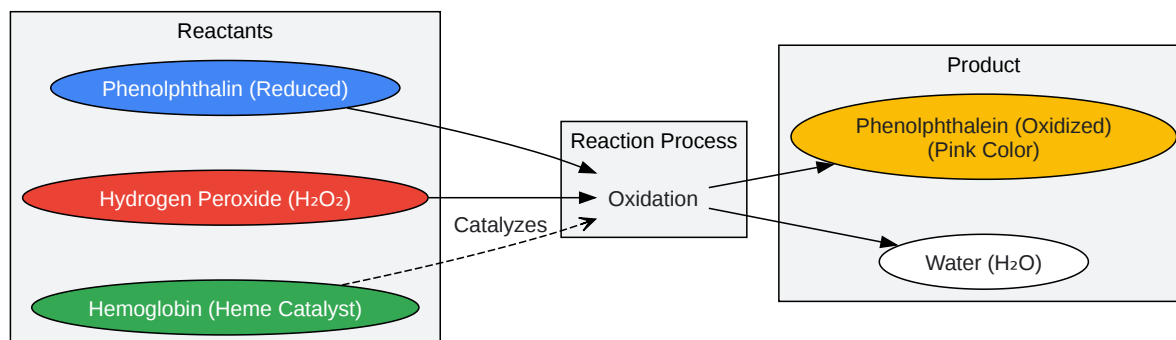 Reactants
Phenolphthalin (Reduced)
Hydrogen Peroxide (H₂O₂)
Hemoglobin (Heme Catalyst)
Catalyzes
Reaction Process
Oxidation
Product
Phenolphthalein (Oxidized)
(Pink Color)
Water (H₂O)